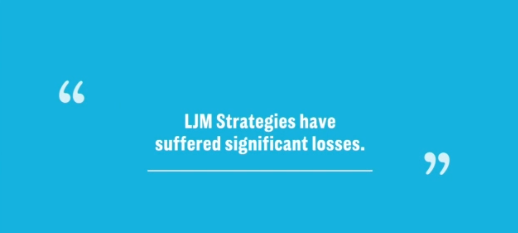 “
LJM Strategies have
suffered significant losses.
”